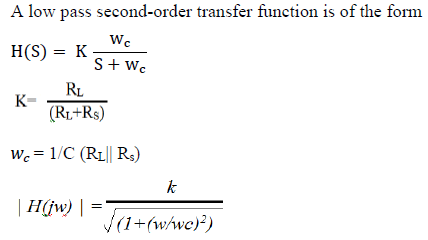 A low pass second-order transfer function is of the form
H(S) = K Wc / S + wc
K= RL / (RL+Rs)
wc = 1/C (RL|| Rs)
| H(jw) | = k / √(1+(w/wc)²)